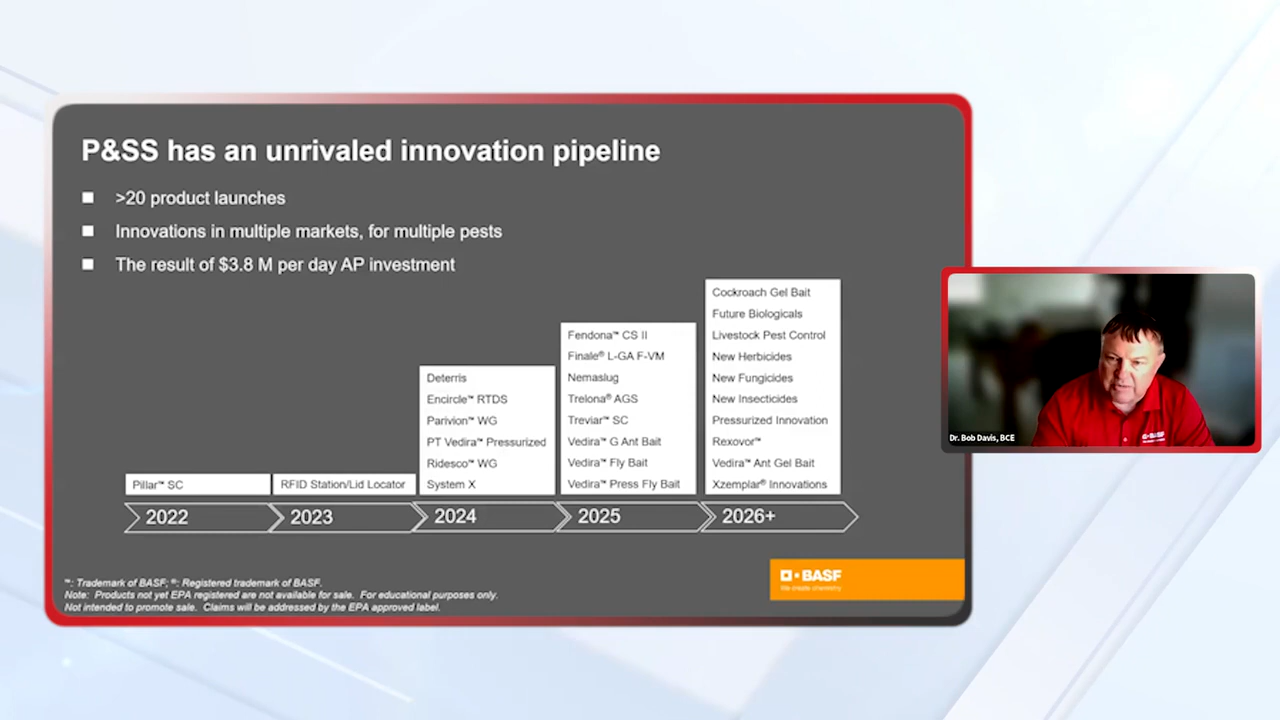 P&SS has an unrivaled innovation pipeline
>20 product launches
Innovations in multiple markets, for multiple pests
The result of $3.8 M per day AP investment
Pillar™ SC
2022
RFID Station/Lid Locator
2023
Deterris
Encircle™ RTDS
Parivion™ WG
PT Vedira™ Pressurized
Ridesco™ WG
System X
2024
Fendona™ CS II
Finale® L-GA F-VM
Nemaslug
Trelona® AGS
Treviar™ SC
Vedira™ G Ant Bait
Vedira™ Fly Bait
Vedira™ Press Fly Bait
2025
Cockroach Gel Bait
Future Biologicals
Livestock Pest Control
New Herbicides
New Fungicides
New Insecticides
Pressurized Innovation
Rexovor™
Vedira™ Ant Gel Bait
Xzemplar® Innovations
2026+
™: Trademark of BASF; ®: Registered trademark of BASF.
Note: Products not yet EPA registered are not available for sale. For educational purposes only.
Not intended to promote sale. Claims will be addressed by the EPA approved label.
BASF
We create chemistry
Dr. Bob Davis, BCE
BASF